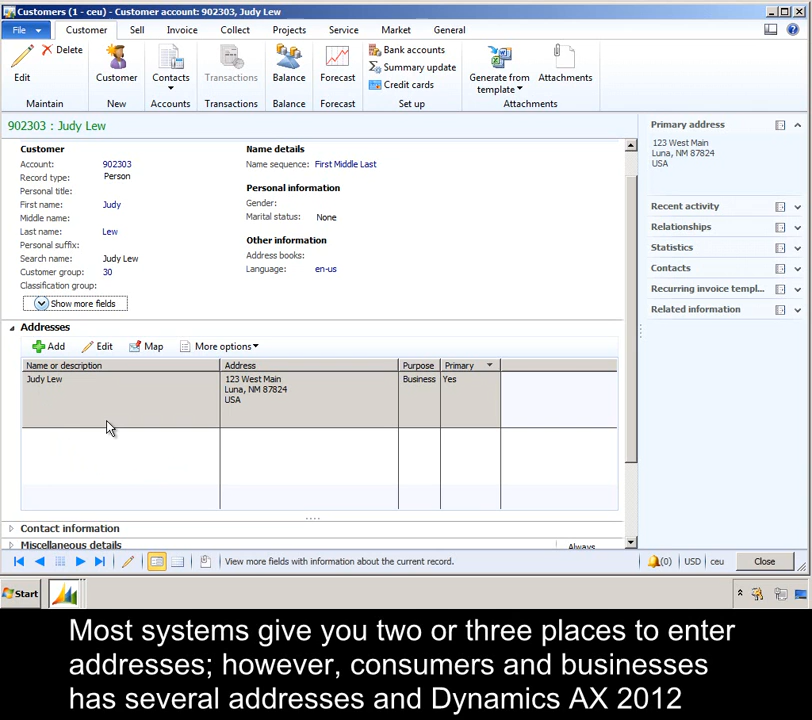 Customers (1 - ceu) - Customer account: 902303, Judy Lew
File Customer Sell Invoice Collect Projects Service Market General
Edit
Delete
Customer
Contacts
Transactions
Balance
Forecast
Bank accounts
Summary update
Credit cards
Generate from
template
Attachments
Maintain New Accounts Transactions Balance Forecast Set up Attachments
902303 : Judy Lew
Customer
Account: 902303
Record type: Person
Personal title:
First name: Judy
Middle name:
Last name: Lew
Personal suffix:
Search name: Judy Lew
Customer group: 30
Classification group:
Show more fields
Name details
Name sequence: First Middle Last
Personal information
Gender:
Marital status: None
Other information
Address books:
Language: en-us
Addresses
Add Edit Map More options
Name or description Address Purpose Primary
Judy Lew 123 West Main Business Yes
Luna, NM 87824
USA
Contact information
Miscellaneous details Always
Primary address
123 West Main
Luna, NM 87824
USA
Recent activity
Relationships
Statistics
Contacts
Recurring invoice templ...
Related information
View more fields with information about the current record. (0) USD ceu Close
Start
Most systems give you two or three places to enter
addresses; however, consumers and businesses
has several addresses and Dynamics AX 2012